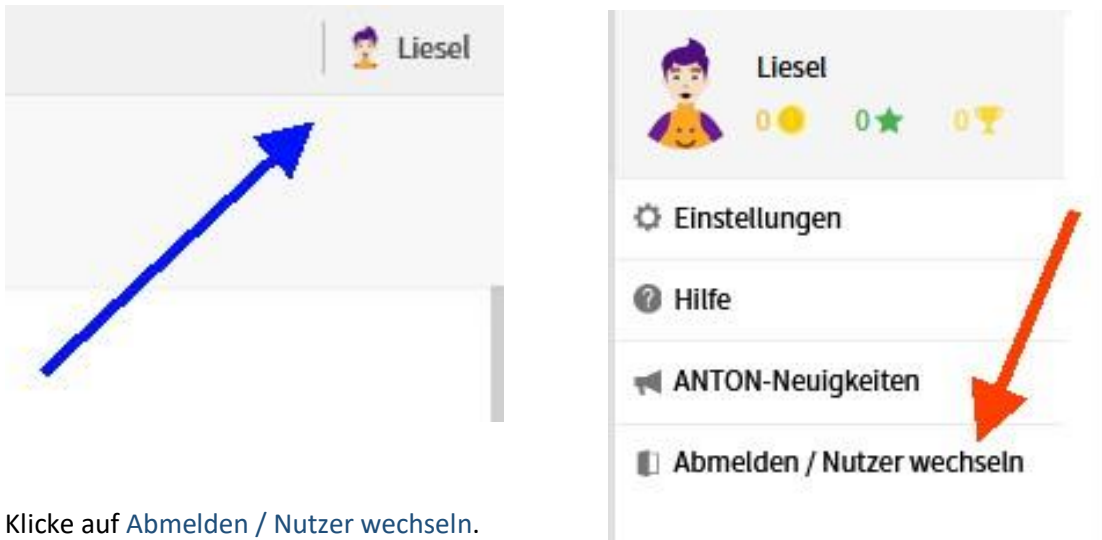 Liesel
Liesel
0 0 0
Einstellungen
Hilfe
ANTON-Neuigkeiten
Abmelden / Nutzer wechseln
Klicke auf Abmelden / Nutzer wechseln.